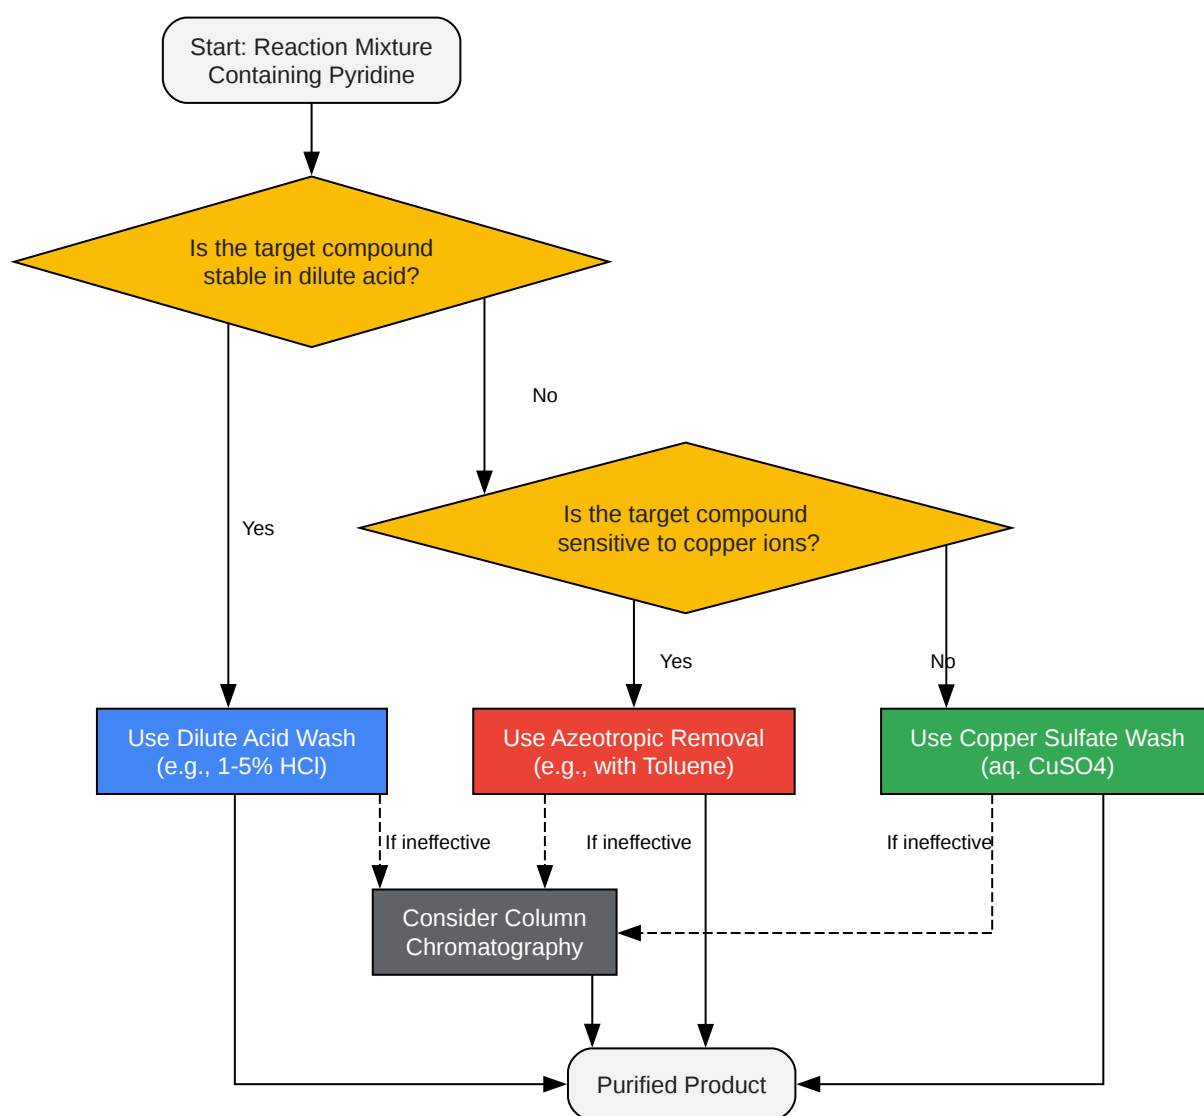 Start: Reaction Mixture
Containing Pyridine
Is the target compound
stable in dilute acid?
No
Is the target compound
sensitive to copper ions?
Yes
Yes
No
Use Dilute Acid Wash
(e.g., 1-5% HCl)
Use Azeotropic Removal
(e.g., with Toluene)
Use Copper Sulfate Wash
(aq. CuSO4)
If ineffective
If ineffective
If ineffective
Consider Column
Chromatography
Purified Product